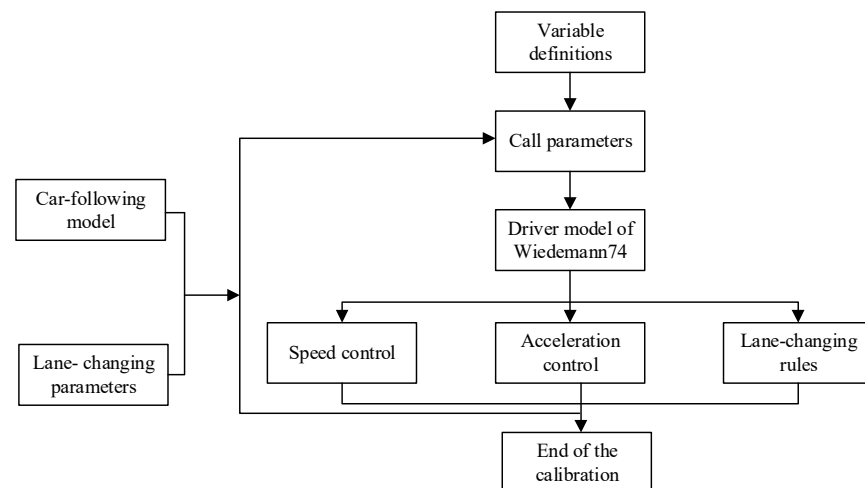 Variable
definitions
Call parameters
Car-following
model
Driver model of
Wiedemann74
Lane- changing
parameters
Speed control
Acceleration
control
Lane-changing
rules
End of the
calibration